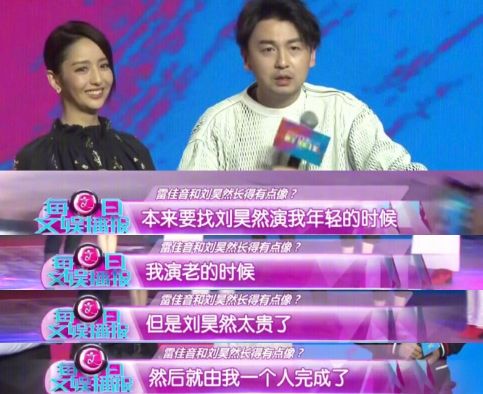 每日
文娱播报
雷佳音和刘昊然长得有点像？
本来要找刘昊然演我年轻的时候
每日
文娱播报
雷佳音和刘昊然长得有点像？
我演老的时候
每日
文娱播报
雷佳音和刘昊然长得有点像？
但是刘昊然太贵了
每日
文娱播报
雷佳音和刘昊然长得有点像？
然后就由我一个人完成了